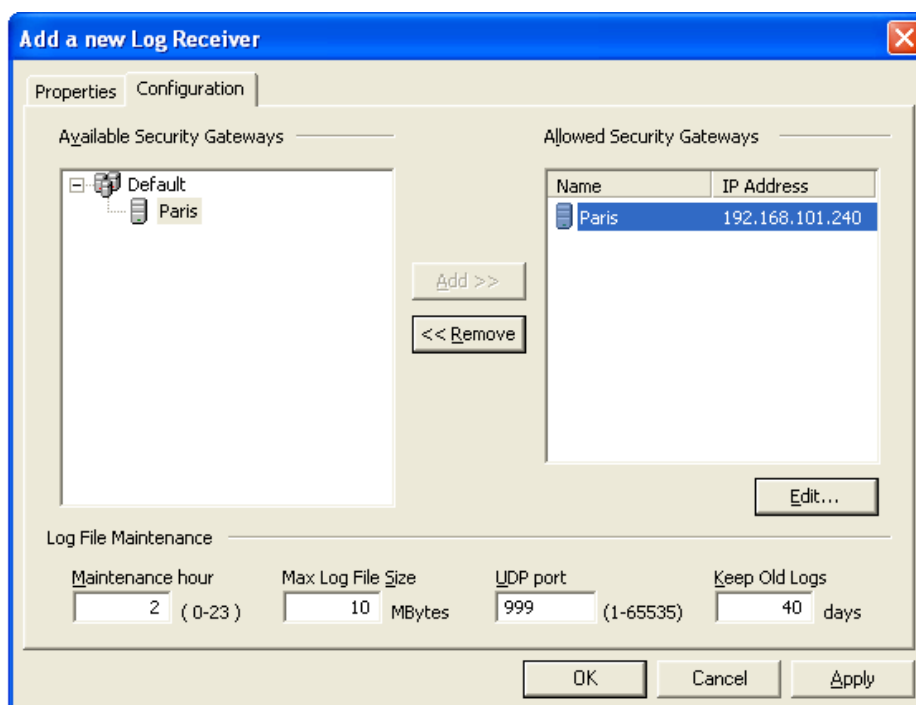 Add a new Log Receiver
Properties Configuration
Available Security Gateways
Default
Paris
Add >>
<< Remove
Allowed Security Gateways
Name IP Address
Paris 192.168.101.240
Edit...
Log File Maintenance
Maintenance hour Max Log File Size UDP port Keep Old Logs
2 ( 0-23 ) 10 MBytes 999 (1-65535) 40 days
OK Cancel Apply